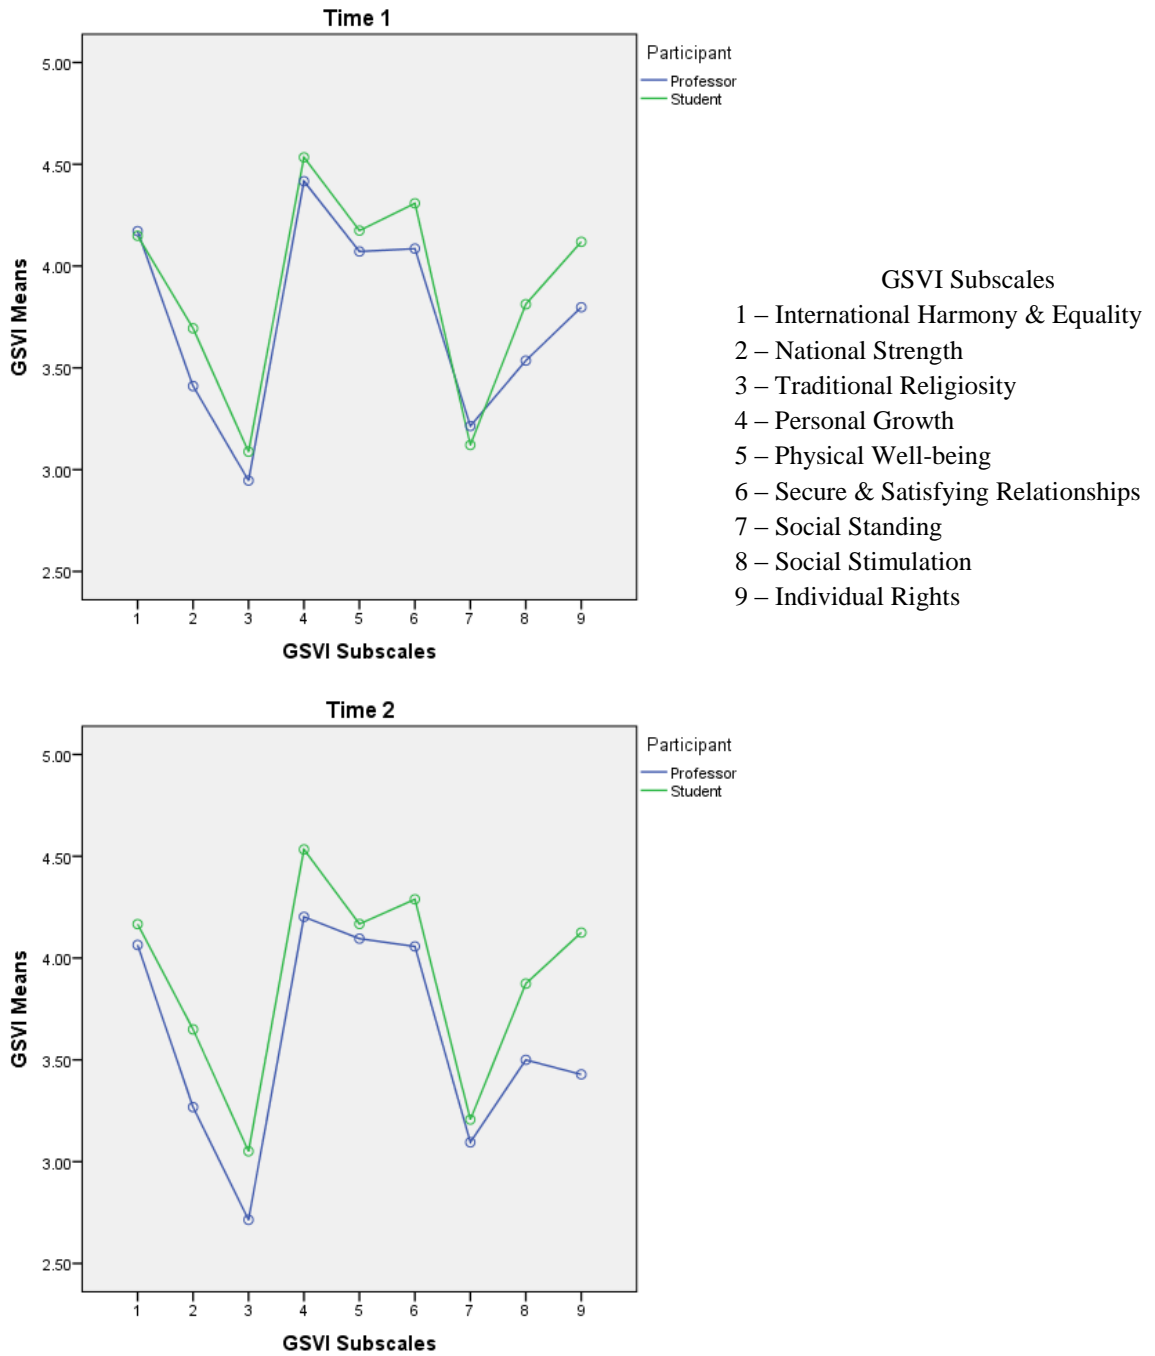 Time 1
Participant
Professor
Student
5.00
4.50
4.00
3.50
3.00
2.50
GSVI Means
1 2 3 4 5 6 7 8 9
GSVI Subscales
GSVI Subscales
1 – International Harmony & Equality
2 – National Strength
3 – Traditional Religiosity
4 – Personal Growth
5 – Physical Well-being
6 – Secure & Satisfying Relationships
7 – Social Standing
8 – Social Stimulation
9 – Individual Rights
Time 2
Participant
Professor
Student
5.00
4.50
4.00
3.50
3.00
2.50
GSVI Means
1 2 3 4 5 6 7 8 9
GSVI Subscales